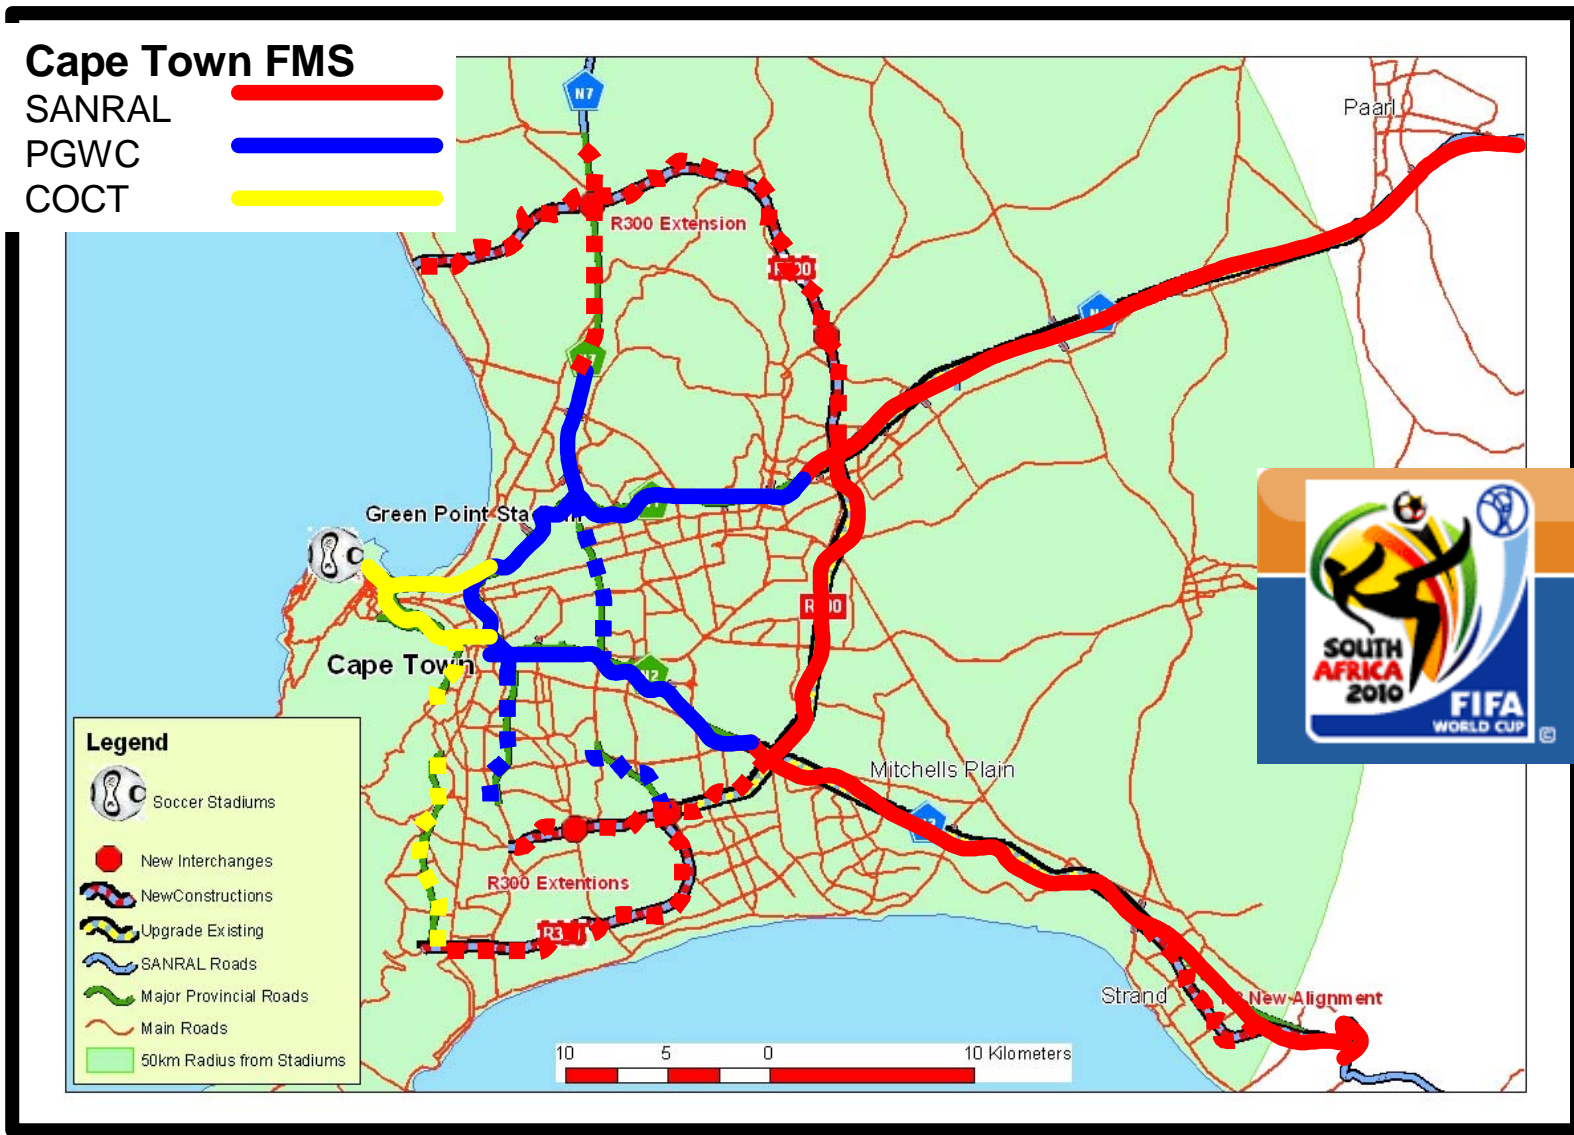 Cape Town FMS
SANRAL
PGWC
COCT
N7
Paarl
R300 Extension
Green Point
Cape Town
N2
Mitchells Plain
R300 Extentions
Strand
New Alignment
Legend
Soccer Stadiums
New Interchanges
NewConstructions
Upgrade Existing
SANRAL Roads
Major Provincial Roads
Main Roads
50km Radius from Stadiums
10 5 0 10 Kilometers
SOUTH
AFRICA
2010
FIFA
WORLD CUP
©